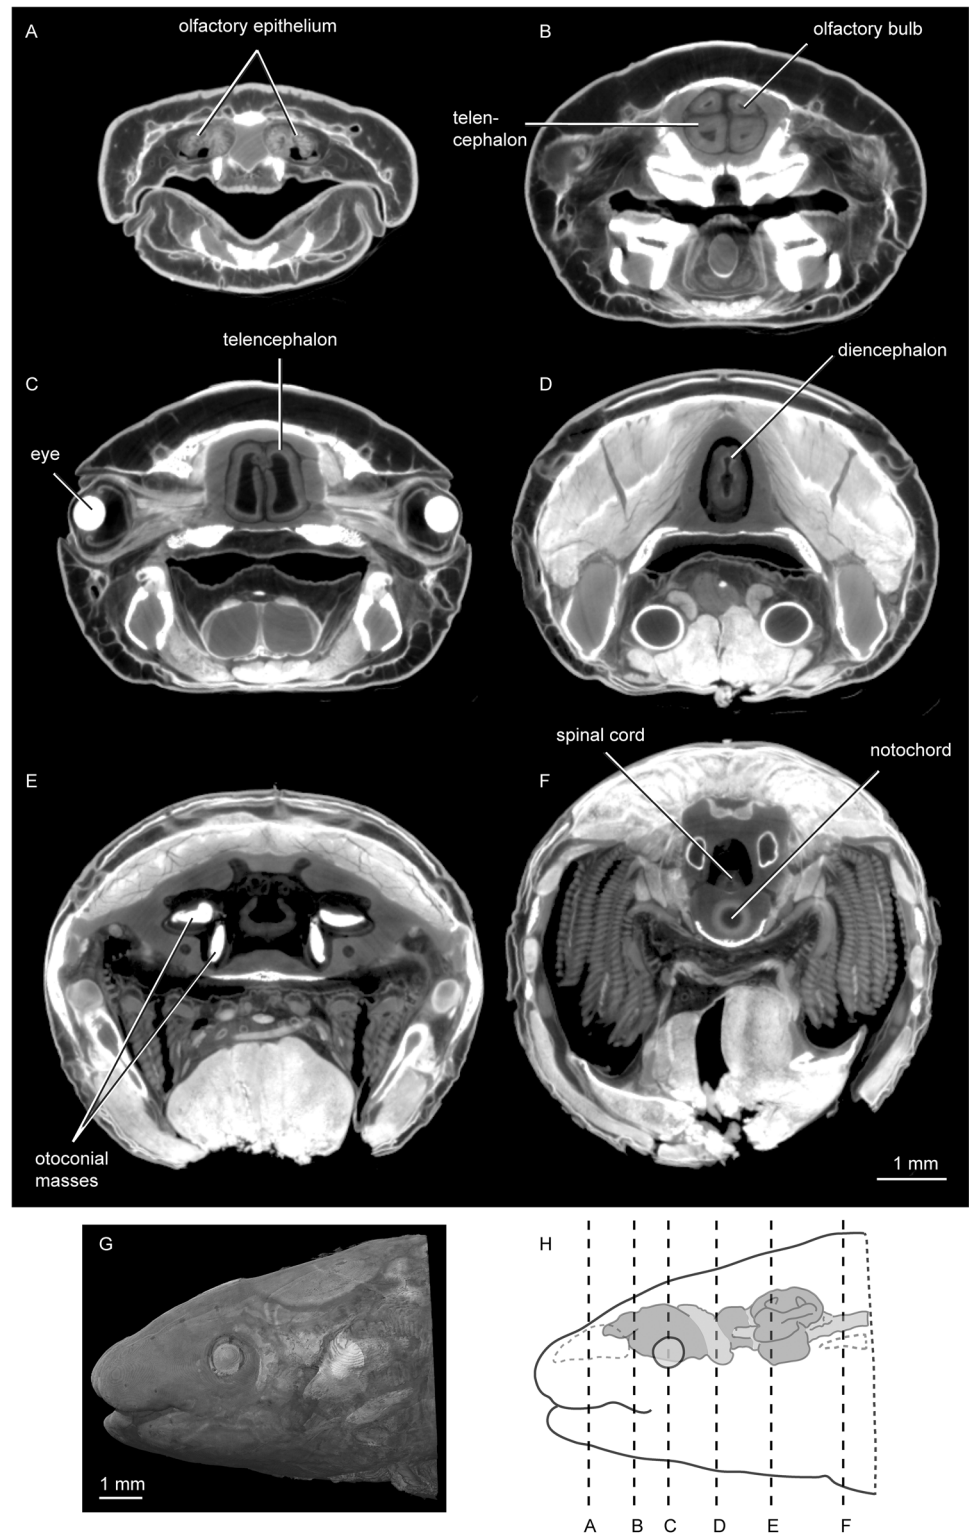 A
olfactory epithelium
B
olfactory bulb
telen-
cephalon
C
telencephalon
eye
D
diencephalon
E
otoconial
masses
F
spinal cord
notochord
1 mm
G
1 mm
H
A B C D E F